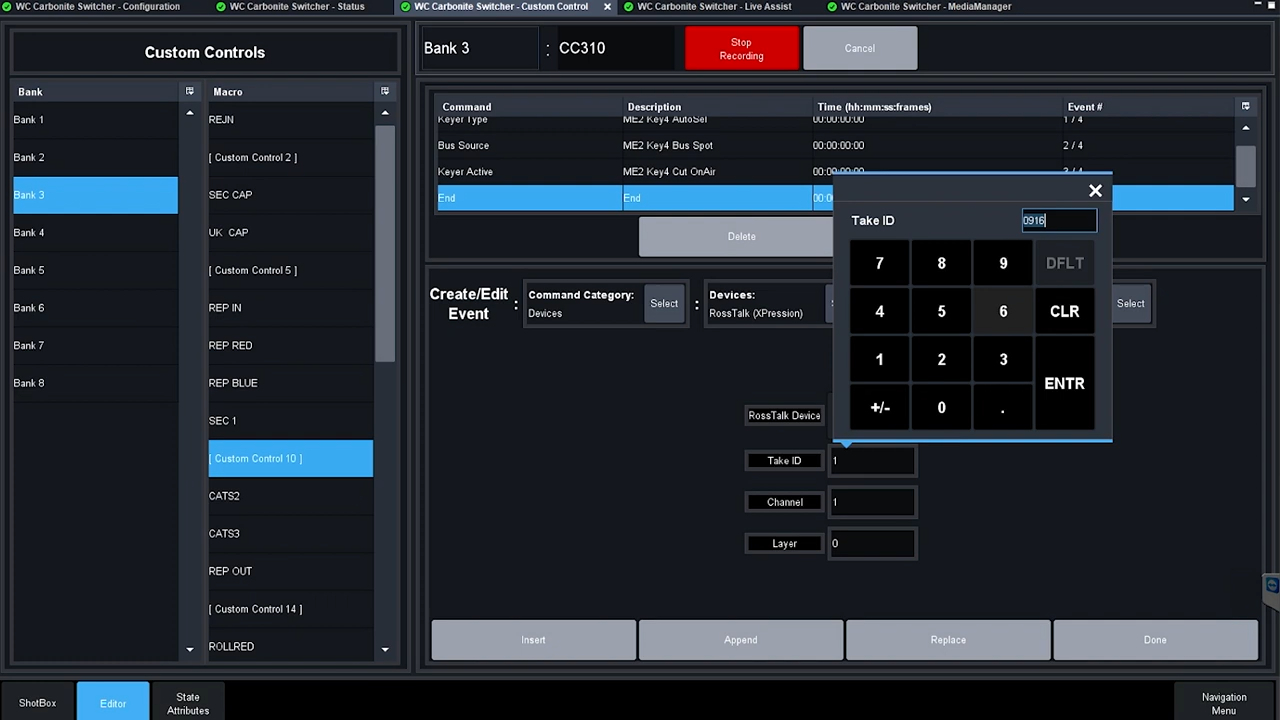 WC Carbonite Switcher - Configuration
WC Carbonite Switcher - Status
WC Carbonite Switcher - Custom Control
WC Carbonite Switcher - Live Assist
WC Carbonite Switcher - MediaManager
Custom Controls
Bank 3 : CC310
Stop
Recording
Cancel
Bank
Macro
Bank 1
Bank 2
Bank 3
Bank 4
Bank 5
Bank 6
Bank 7
Bank 8
REJN
[ Custom Control 2 ]
SEC CAP
UK CAP
[ Custom Control 5 ]
REP IN
REP RED
REP BLUE
SEC 1
[ Custom Control 10 ]
CATS2
CATS3
REP OUT
[ Custom Control 14 ]
ROLLRED
Command Description Time (hh:mm:ss:frames) Event #
Keyer Type ME2 Key4 AutoSel 00:00:00:00 1 / 4
Bus Source ME2 Key4 Bus Spot 00:00:00:00 2 / 4
Keyer Active ME2 Key4 Cut OnAir
End End
Delete
Create/Edit
Event
:
Command Category:
Devices
Select
:
Devices:
RossTalk (XPression)
Select
Take ID 0916
7 8 9 DFLT
4 5 6 CLR
1 2 3
ENTR
+/- 0 .
RossTalk Device
Take ID 1
Channel 1
Layer 0
Insert
Append
Replace
Done
ShotBox
Editor
State
Attributes
Navigation
Menu